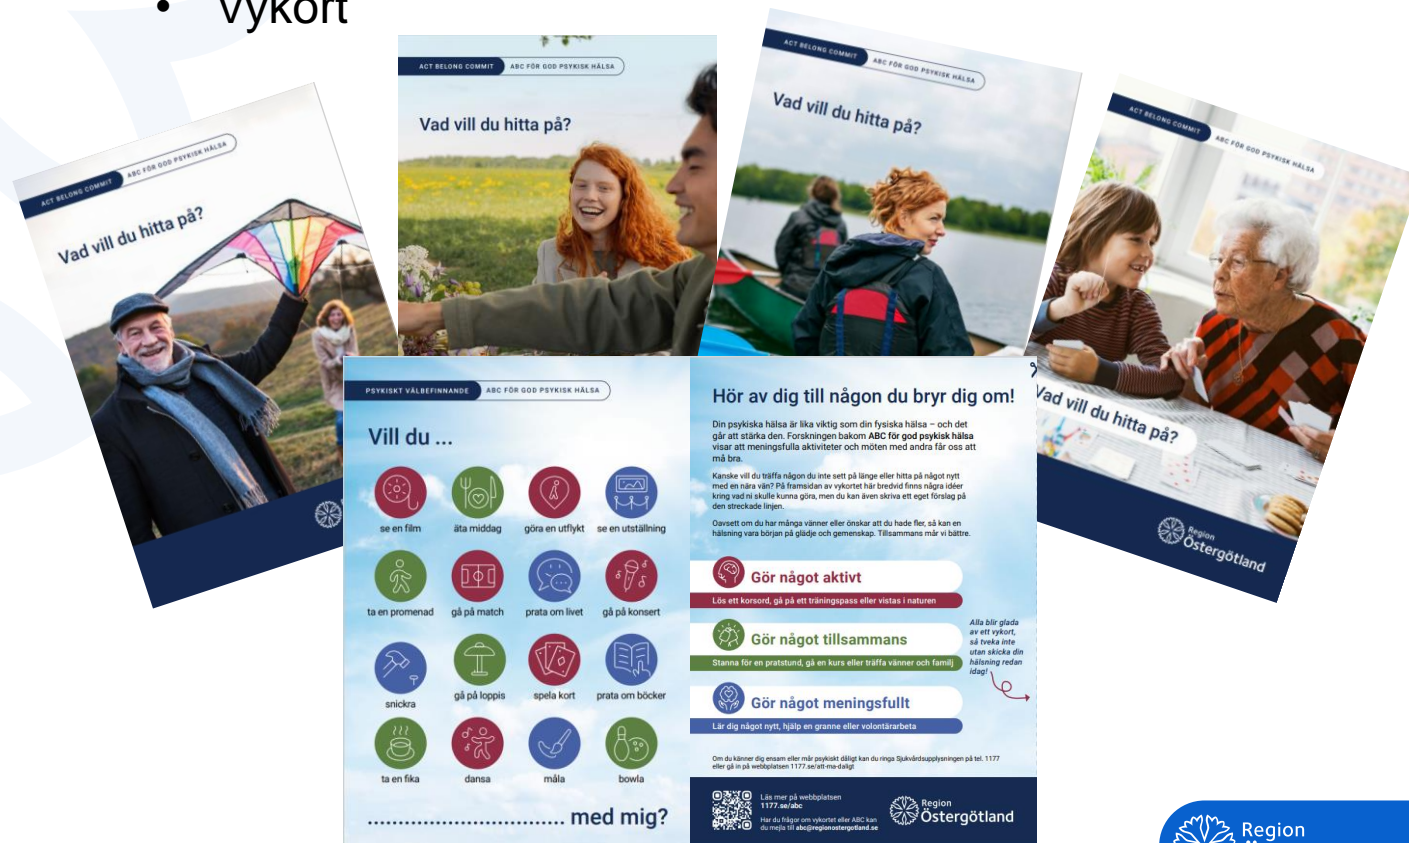 • Vykort
ACT BELONG COMMIT ABC FÖR GOD PSYKISK HÄLSA
Vad vill du hitta på?
ACT BELONG COMMIT ABC FÖR GOD PSYKISK HÄLSA
Vad vill du hitta på?
ACT BELONG COMMIT ABC FÖR GOD PSYKISK HÄLSA
Vad vill du hitta på?
ACT BELONG COMMIT ABC FÖR GOD PSYKISK HÄLSA
Vad vill du hitta på?
Region
Östergötland
PSYKISKT VÄLBEFINNANDE ABC FÖR GOD PSYKISK HÄLSA
Vill du ...
se en film äta middag göra en utflykt se en utställning
ta en promenad gå på match prata om livet gå på konsert
snickra gå på loppis spela kort prata om böcker
ta en fika dansa måla bowla
................................ med mig?
Hör av dig till någon du bryr dig om!
Din psykiska hälsa är lika viktig som din fysiska hälsa – och det
går att stärka den. Forskningen bakom ABC för god psykisk hälsa
visar att meningsfulla aktiviteter och möten med andra får oss att
må bra.
Kanske vill du träffa någon du inte sett på länge eller hitta på något nytt
med en nära vän? På framsidan av vykortet här bredvid finns några idéer
kring vad ni skulle kunna göra, men du kan även skriva ett eget förslag på
den streckade linjen.
Oavsett om du har många vänner eller önskar att du hade fler, så kan en
hälsning vara början på glädje och gemenskap. Tillsammans mår vi bättre.
Gör något aktivt
Lös ett korsord, gå på ett träningspass eller vistas i naturen
Gör något tillsammans
Stanna för en pratstund, gå en kurs eller träffa vänner och familj
Gör något meningsfullt
Lär dig något nytt, hjälp en granne eller volontärarbeta
Alla blir glada
av ett vykort,
så tveka inte
utan skicka din
hälsning redan
idag!
Om du känner dig ensam eller mår psykiskt dåligt kan du ringa Sjukvårdsupplysningen på tel. 1177
eller gå in på webbplatsen 1177.se/att-ma-daligt
Läs mer på webbplatsen
1177.se/abc
Har du frågor om vykortet eller ABC kan
du mejla till abc@regionostergotland.se
Region
Östergötland
Region